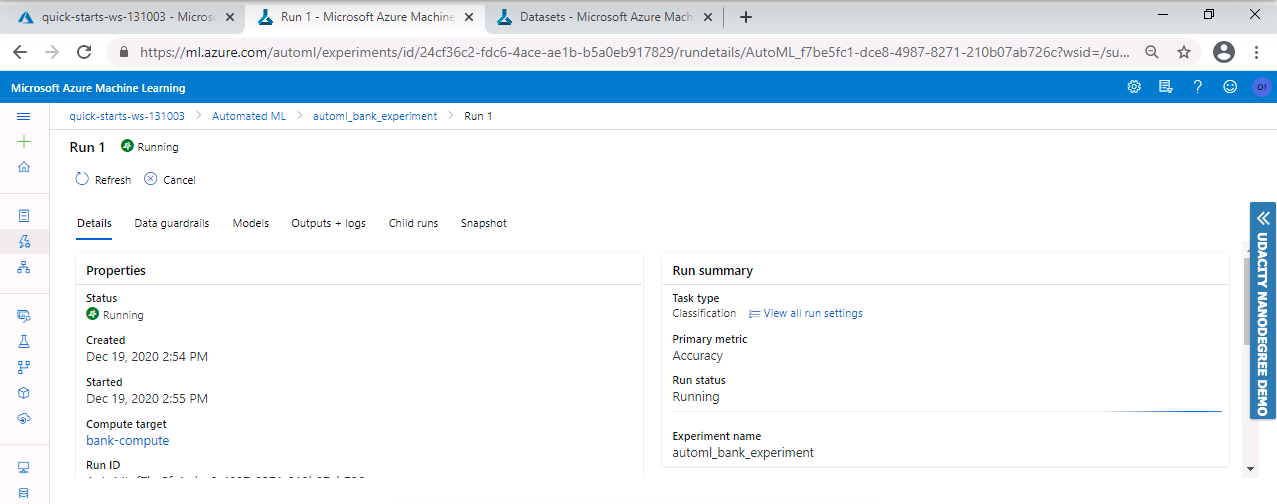 quick-starts-ws-131003 - Micros
Run 1 - Microsoft Azure Machine
Datasets - Microsoft Azure Mach
https://ml.azure.com/automl/experiments/id/24cf36c2-fdc6-4ace-ae1b-b5a0eb917829/rundetails/AutoML_f7be5fc1-dce8-4987-8271-210b07ab726c?wsid=/su...
Microsoft Azure Machine Learning
O1
quick-starts-ws-131003 > Automated ML > automl_bank_experiment > Run 1
Run 1 Running
Refresh Cancel
Details Data guardrails Models Outputs + logs Child runs Snapshot
Properties
Status
Running
Created
Dec 19, 2020 2:54 PM
Started
Dec 19, 2020 2:55 PM
Compute target
bank-compute
Run ID
Run summary
Task type
Classification View all run settings
Primary metric
Accuracy
Run status
Running
Experiment name
automl_bank_experiment
UDACITY NANODEGREE DEMO